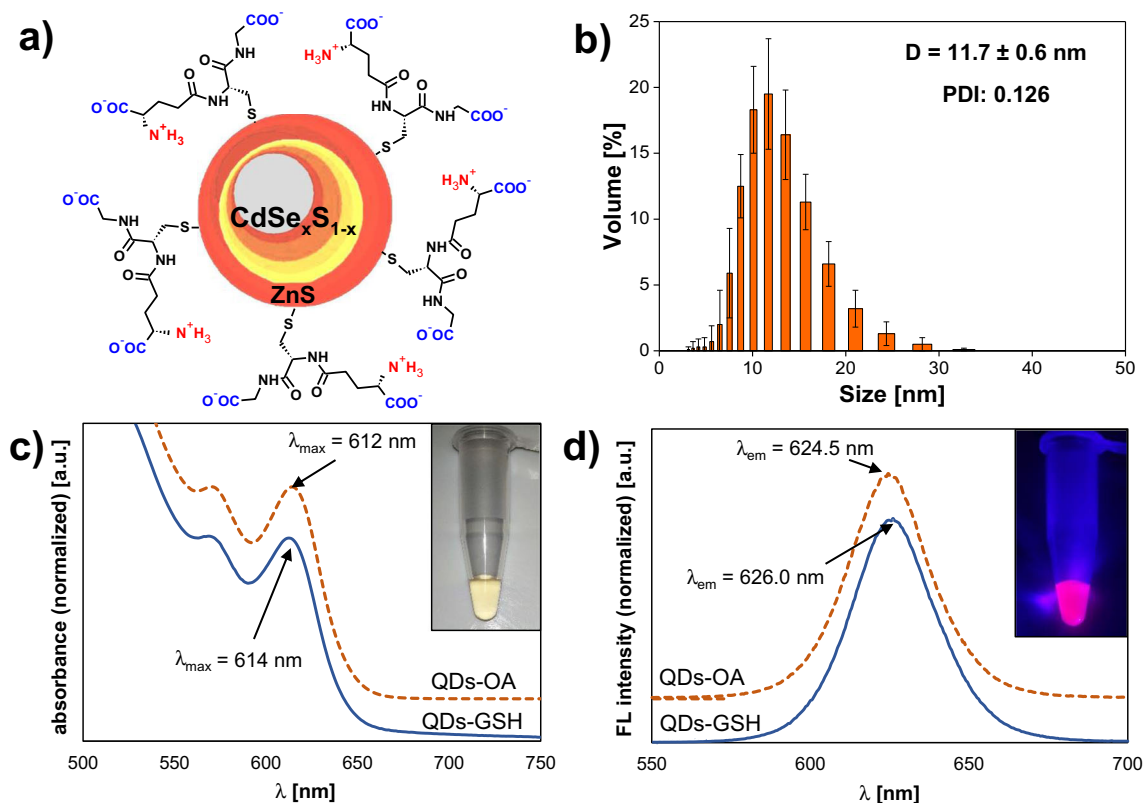 a)
COO⁻
NH
O
O
NH
S
O⁻OC
N⁺H₃
H₃N⁺
COO⁻
O
NH
O
NH
COO⁻
S
CdSeₓS₁₋ₓ
ZnS
O⁻OC
HN
O
NH
O
S
O⁻OC
N⁺H₃
H₃N⁺
COO⁻
O
NH
S
O
NH
COO⁻
S
NH
O
HN
O
O⁻OC
N⁺H₃
COO⁻
b)
D = 11.7 ± 0.6 nm
PDI: 0.126
Volume [%]
25
20
15
10
5
0
0 10 20 30 40 50
Size [nm]
c)
absorbance (normalized) [a.u.]
λmax = 612 nm
λmax = 614 nm
QDs-OA
QDs-GSH
500 550 600 650 700 750
λ [nm]
d)
FL intensity (normalized) [a.u.]
λem = 624.5 nm
λem = 626.0 nm
QDs-OA
QDs-GSH
550 600 650 700
λ [nm]